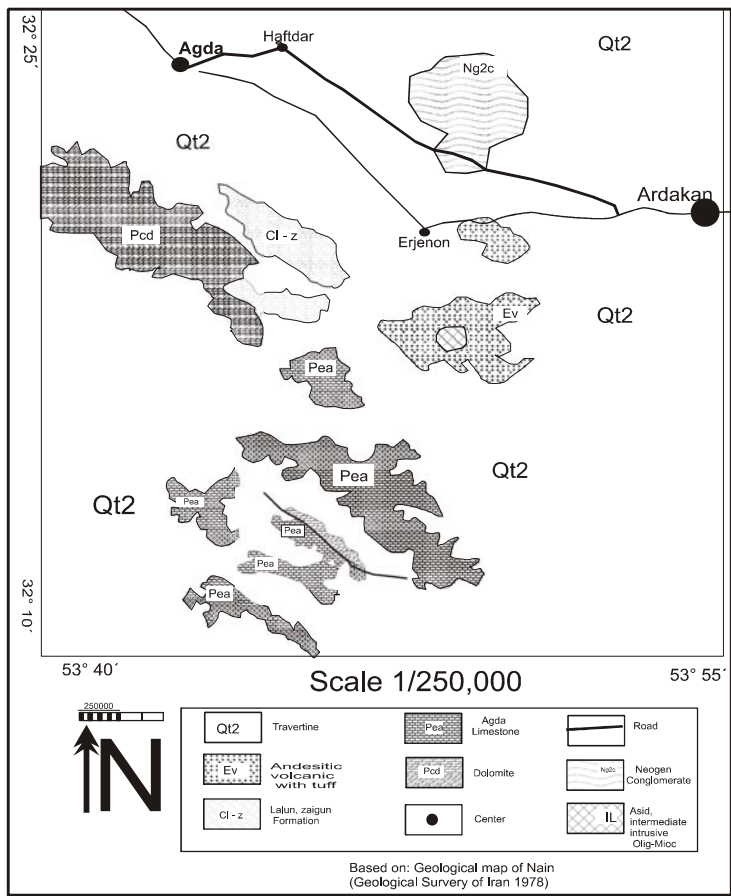 32° 25´
Agda
Haftdar
Qt2
Ng2c
Qt2
Ardakan
Pcd
Cl - z
Erjenon
Ev
Qt2
Pea
Pea
Qt2
Qt2
Pea
Pea
Pea
Pea
32° 10´
53° 40´
Scale 1/250,000
53° 55´
250000
N
Qt2 Travertine
Pea Agda
Limestone
Road
Ev Andesitic
volcanic
with tuff
Pcd Dolomite
Ng2c Neogen
Conglomerate
Cl - z Laļun, zaigun
Formation
Center
IL Asid,
intermediate
intrusive
Olig-Mioc
Based on: Geological map of Nain
(Geological Survery of Iran 1978)